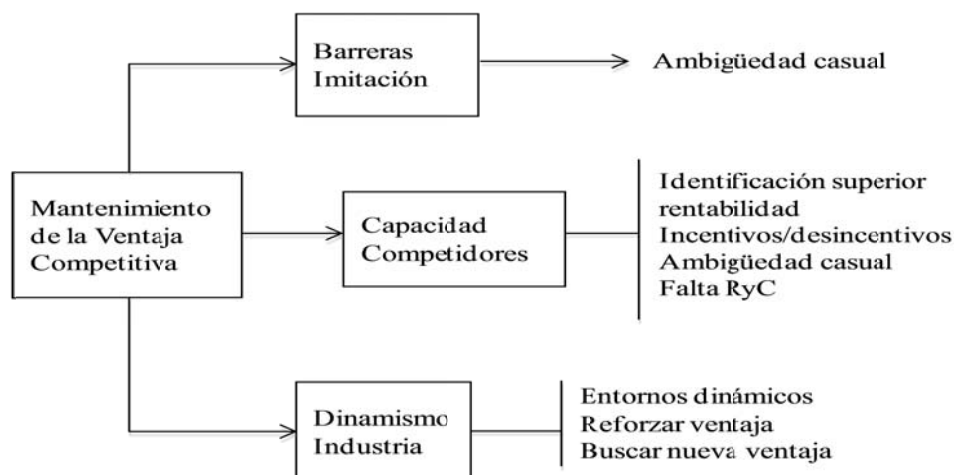 Barreras
Imitación
Ambigüedad casual
Mantenimiento
de la Ventaja
Competitiva
Capacidad
Competidores
Identificación superior
rentabilidad
Incentivos/desincentivos
Ambigüedad casual
Falta RyC
Dinamismo
Industria
Entornos dinámicos
Reforzar ventaja
Buscar nueva ventaja